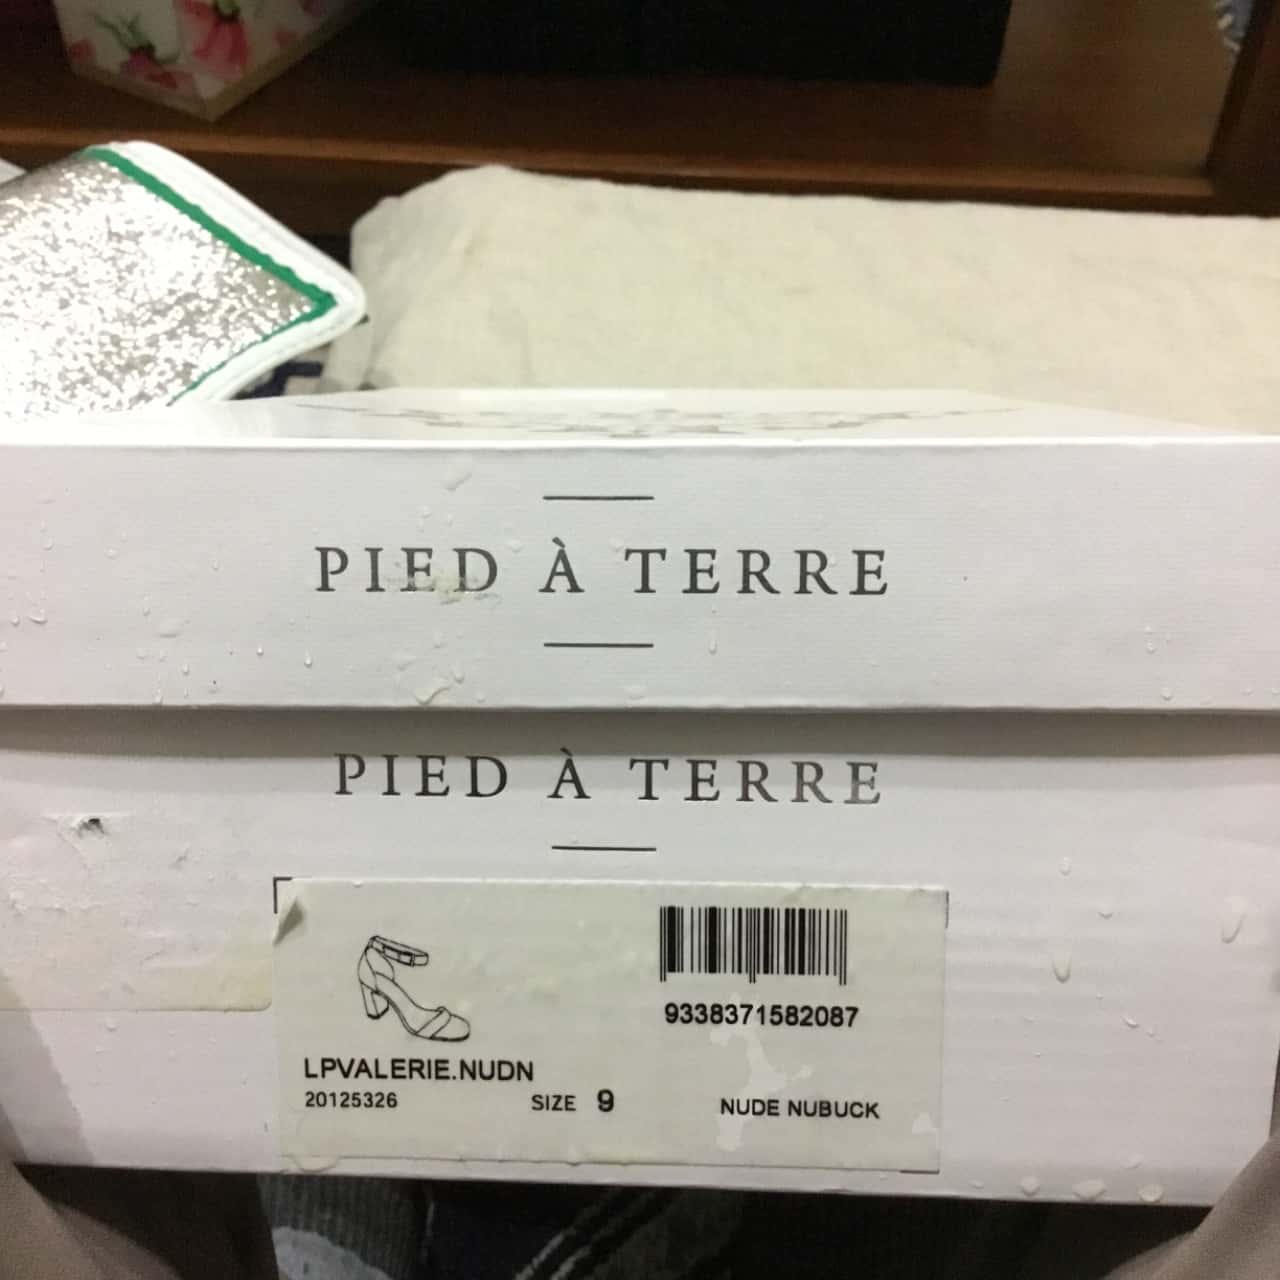 PIED À TERRE
PIED À TERRE
9338371582087
LPVALERIE.NUDN
20125326 SIZE 9 NUDE NUBUCK